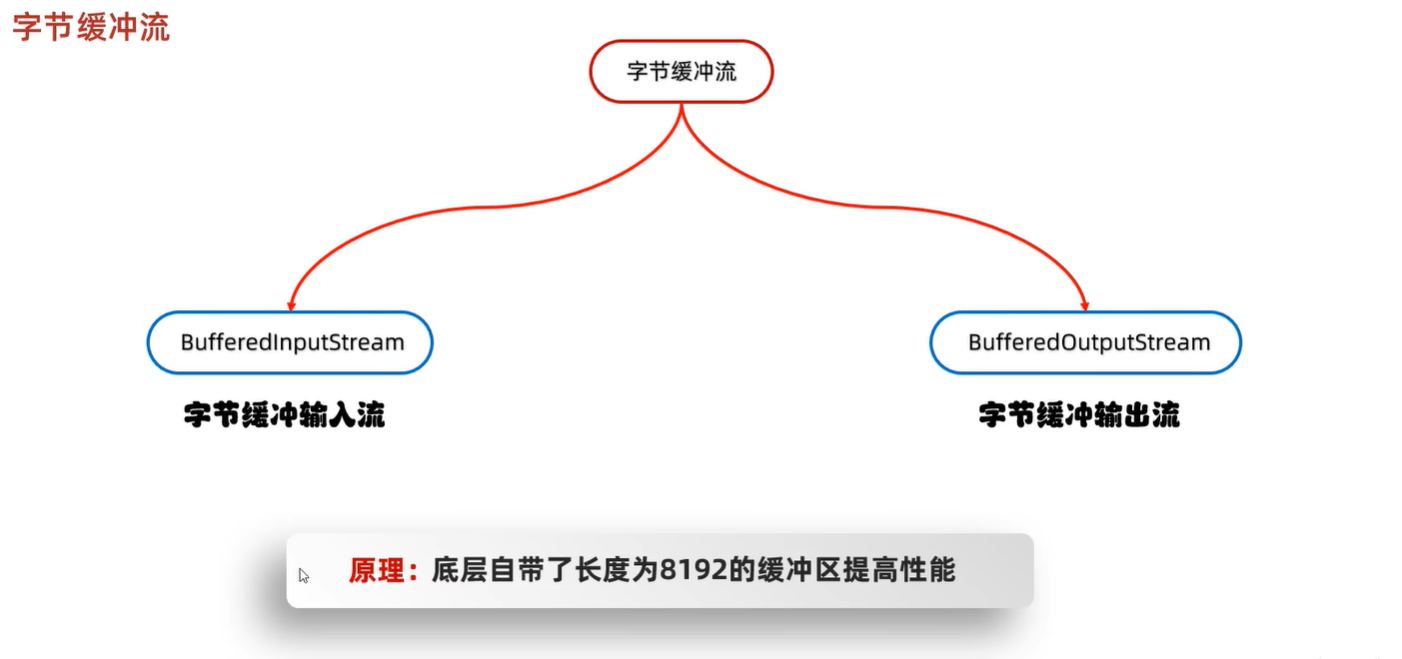 字节缓冲流
字节缓冲流
BufferedInputStream
BufferedOutputStream
字节缓冲输入流
字节缓冲输出流
原理：底层自带了长度为8192的缓冲区提高性能